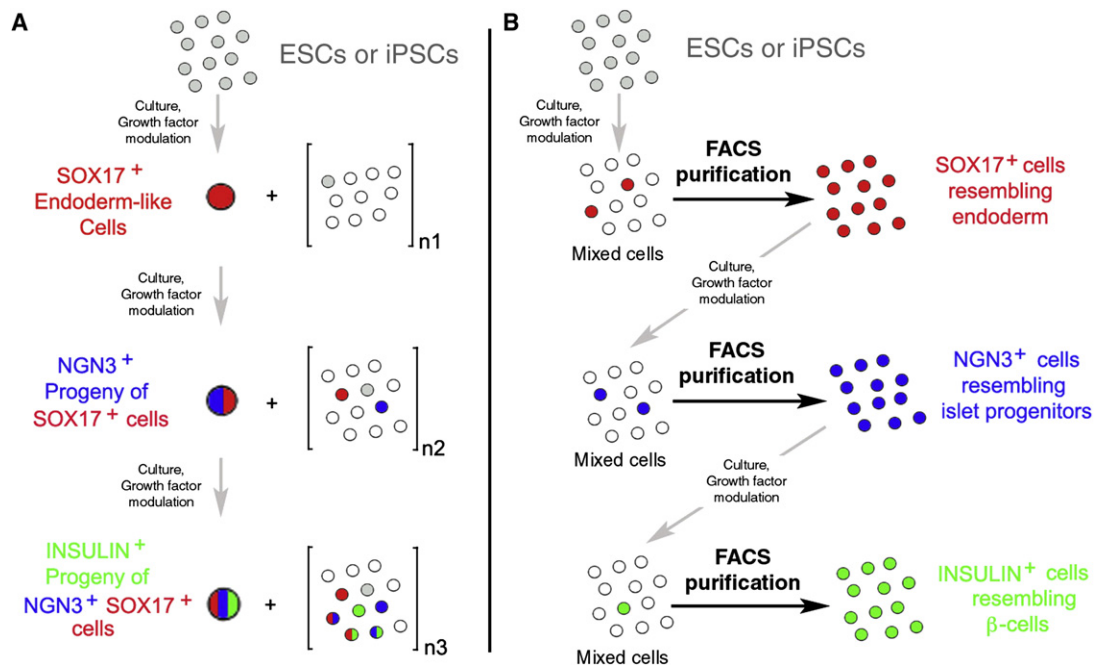 A
ESCs or iPSCs
Culture,
Growth factor
modulation
SOX17 +
Endoderm-like
Cells
+
n1
Culture,
Growth factor
modulation
NGN3 +
Progeny of
SOX17 + cells
+
n2
Culture,
Growth factor
modulation
INSULIN +
Progeny of
NGN3 + SOX17 +
cells
+
n3
B
ESCs or iPSCs
Culture,
Growth factor
modulation
Mixed cells
FACS
purification
SOX17+ cells
resembling
endoderm
Culture,
Growth factor
modulation
Mixed cells
FACS
purification
NGN3+ cells
resembling
islet progenitors
Culture,
Growth factor
modulation
Mixed cells
FACS
purification
INSULIN+ cells
resembling
β-cells